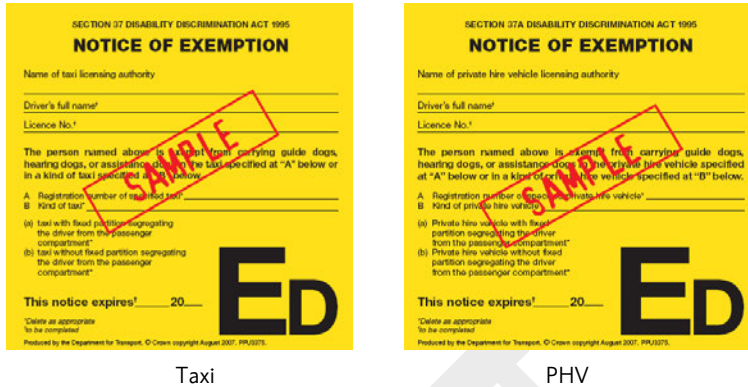 SECTION 37 DISABILITY DISCRIMINATION ACT 1995
NOTICE OF EXEMPTION
Name of taxi licensing authority
Driver's full name†
Licence No.†
The person named above is exempt from carrying guide dogs,
hearing dogs, or assistance dogs in the taxi specified at "A" below or
in a kind of taxi specified at "B" below.
A Registration number of specified taxi*
B Kind of taxi*
(a) taxi with fixed partition segregating
the driver from the passenger
compartment*
(b) taxi without fixed partition segregating
the driver from the passenger
compartment*
This notice expires† 20
*Delete as appropriate
†to be completed
Produced by the Department for Transport. © Crown copyright August 2007. PPU3375.
ED
SAMPLE
Taxi
SECTION 37A DISABILITY DISCRIMINATION ACT 1995
NOTICE OF EXEMPTION
Name of private hire vehicle licensing authority
Driver's full name†
Licence No.†
The person named above is exempt from carrying guide dogs,
hearing dogs, or assistance dogs in the private hire vehicle specified
at "A" below or in a kind of private hire vehicle specified at "B" below.
A Registration number of specified private hire vehicle*
B Kind of private hire vehicle*
(a) Private hire vehicle with fixed
partition segregating the driver
from the passenger compartment*
(b) Private hire vehicle without fixed
partition segregating the driver
from the passenger compartment*
This notice expires† 20
*Delete as appropriate
†to be completed
Produced by the Department for Transport. © Crown copyright August 2007. PPU3375.
ED
SAMPLE
PHV